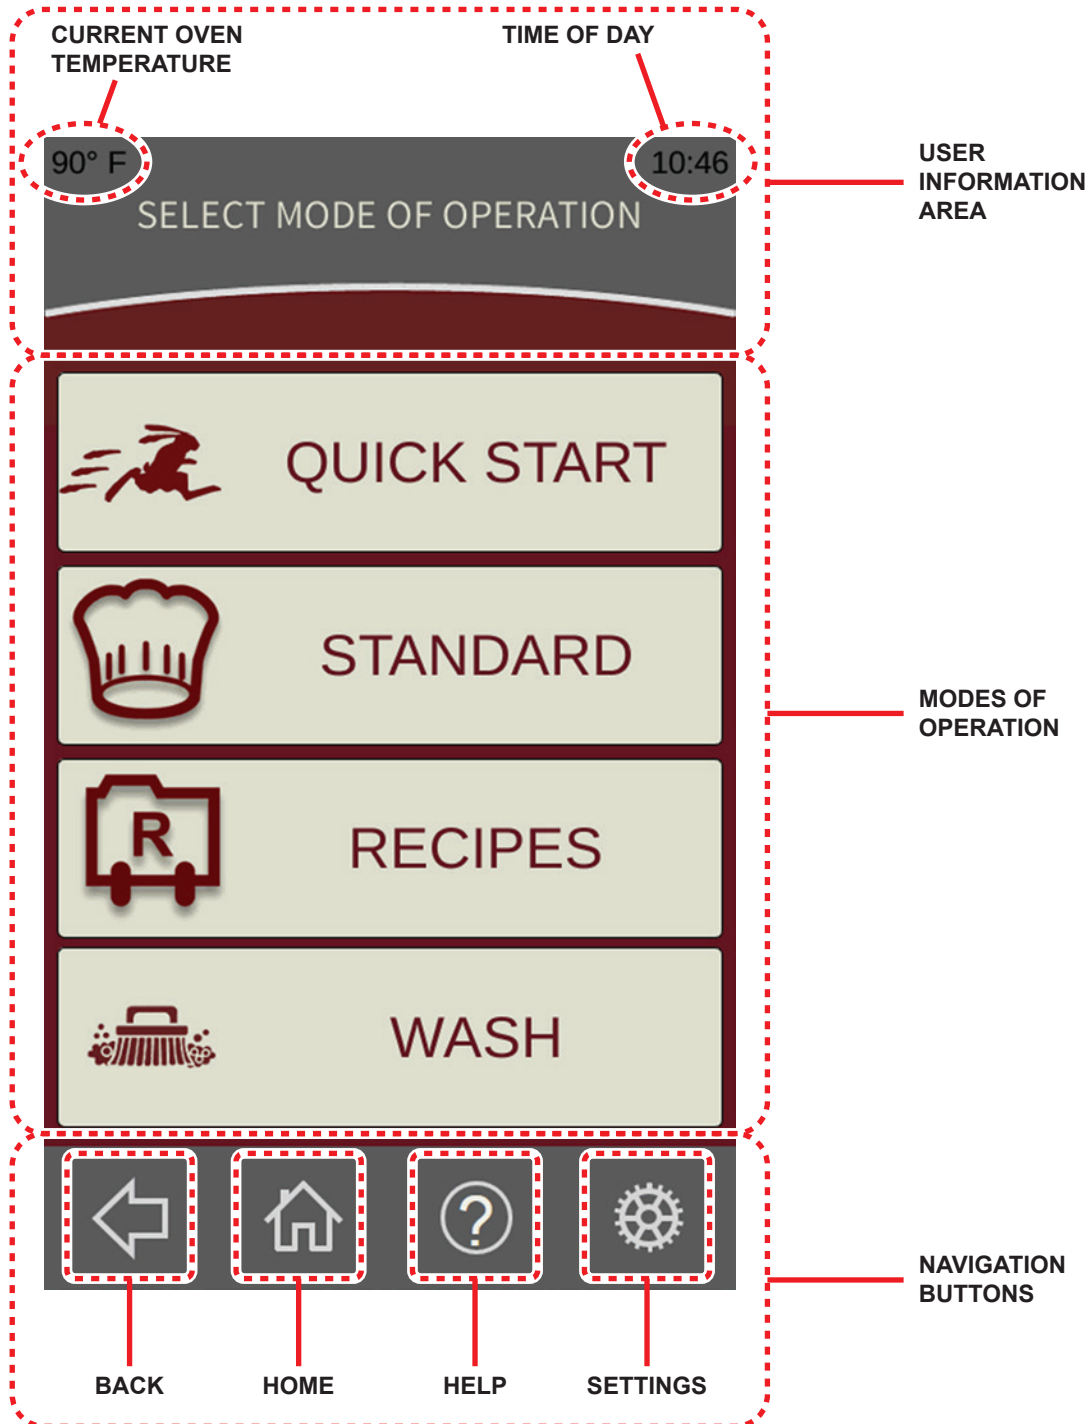 CURRENT OVEN
TEMPERATURE
TIME OF DAY
90° F
10:46
SELECT MODE OF OPERATION
USER
INFORMATION
AREA
QUICK START
STANDARD
R
RECIPES
WASH
MODES OF
OPERATION
?
NAVIGATION
BUTTONS
BACK
HOME
HELP
SETTINGS